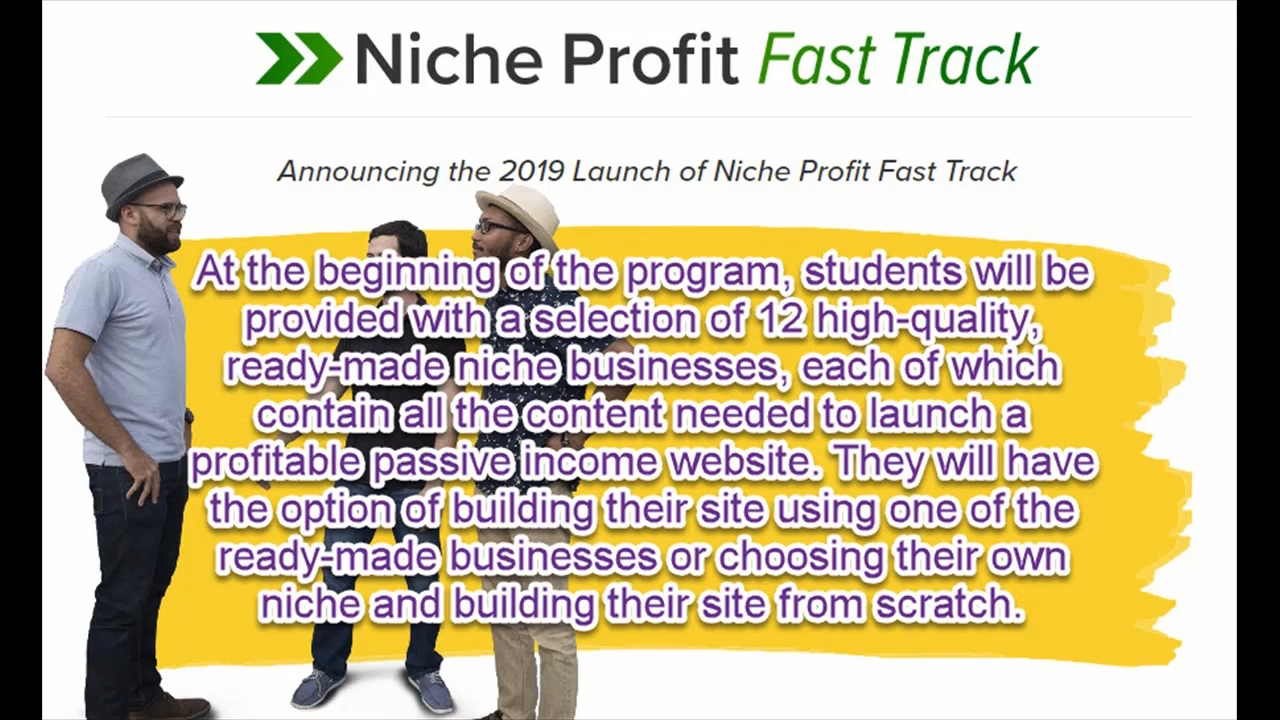 Niche Profit Fast Track
Announcing the 2019 Launch of Niche Profit Fast Track
At the beginning of the program, students will be
provided with a selection of 12 high-quality,
ready-made niche businesses, each of which
contain all the content needed to launch a
profitable passive income website. They will have
the option of building their site using one of the
ready-made businesses or choosing their own
niche and building their site from scratch.